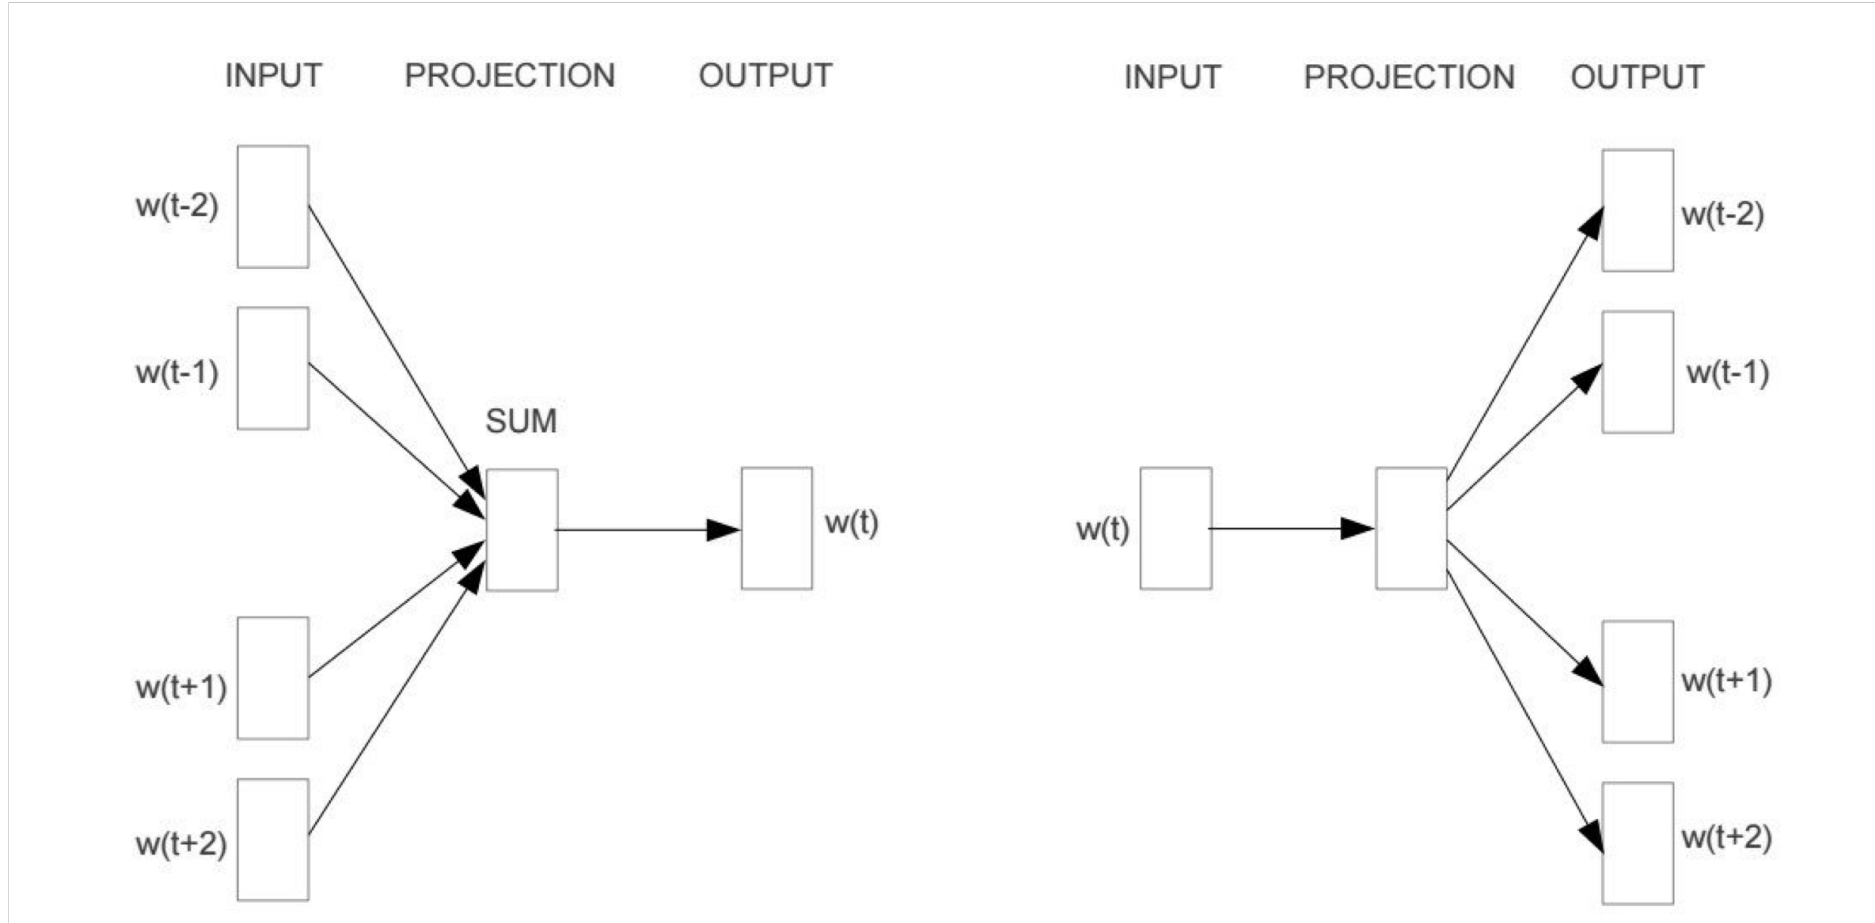 INPUT PROJECTION OUTPUT
w(t-2)
w(t-1)
SUM
w(t)
w(t+1)
w(t+2)
INPUT PROJECTION OUTPUT
w(t-2)
w(t-1)
w(t)
w(t+1)
w(t+2)